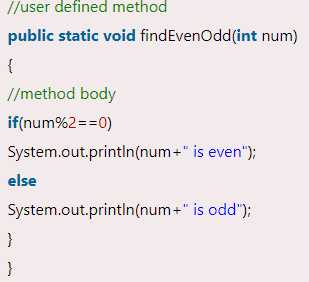 //user defined method
public static void findEvenOdd(int num)
{
//method body
if(num%2==0)
System.out.println(num+" is even");
else
System.out.println(num+" is odd");
}
}